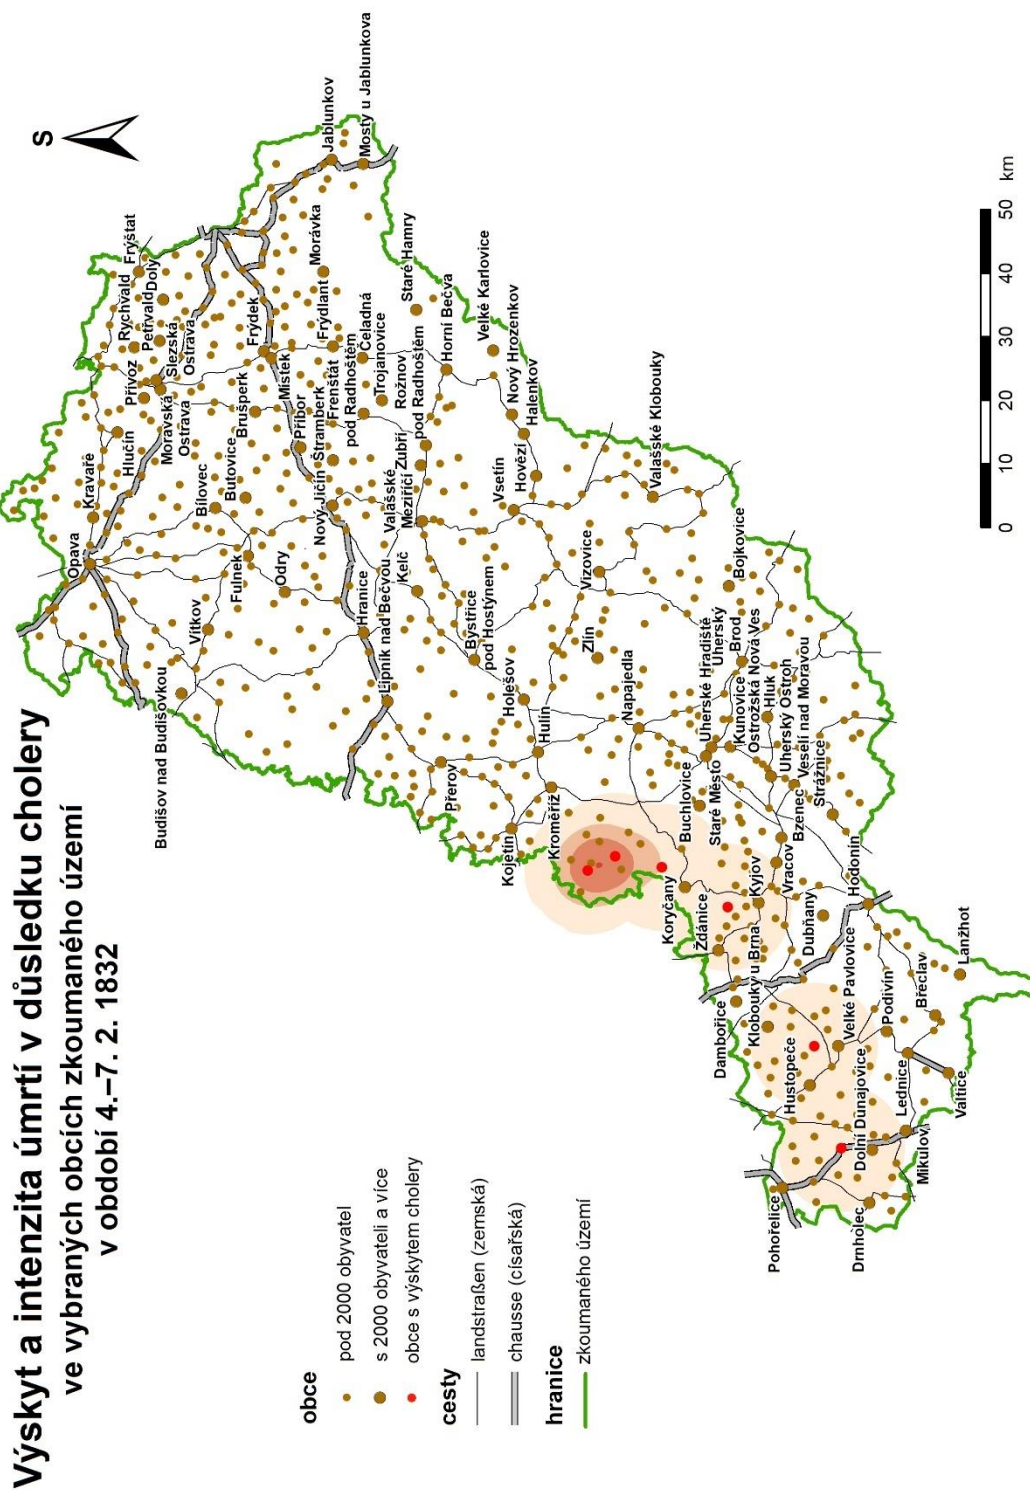 Výskyt a intenzita úmrtí v důsledku cholery
ve vybraných obcích zkoumaného území
v období 4.–7. 2. 1832
S
obce
pod 2000 obyvatel
s 2000 obyvateli a více
obce s výskytem cholery
cesty
landstraßen (zemská)
chausse (císařská)
hranice
zkoumaného území
Opava
Kravaře
Hlučín
Přívoz
Rychvald
Petřvald
Doly
Fryštát
Moravská
Ostrava
Slezská
Ostrava
Budišov nad Budišovkou
Vítkov
Bílovec
Butovice
Brušperk
Fulnek
Odry
Frýdek
Místek
Příbor
Nový Jičín
Štramberk
Frenštát
pod Radhoštěm
Frýdlant
Morávka
Jablunkov
Mosty u Jablunkova
Čeladná
Trojanovice
Staré Hamry
Hranice
Lipník nad Bečvou
Kelč
Valašské
Meziříčí
Zubří
Rožnov
pod Radhoštěm
Horní Bečva
Velké Karlovice
Přerov
Bystřice
pod Hostýnem
Holešov
Hulín
Kojetín
Kroměříž
Vsetín
Hovězí
Halenkov
Nový Hrozenkov
Vizovice
Zlín
Valašské Klobouky
Napajedla
Koryčany
Buchlovice
Staré Město
Uherské Hradiště
Kunovice
Uherský
Brod
Bojkovice
Ostrožská Nová Ves
Hluk
Uherský Ostroh
Veselí nad Moravou
Strážnice
Bzenec
Vracov
Kyjov
Ždánice
Dambořice
Klobouky u Brna
Dubňany
Hodonín
Hustopeče
Velké Pavlovice
Podivín
Břeclav
Lanžhot
Pohořelice
Drnholec
Dolní Dunajovice
Mikulov
Lednice
Valtice
0 10 20 30 40 50 km